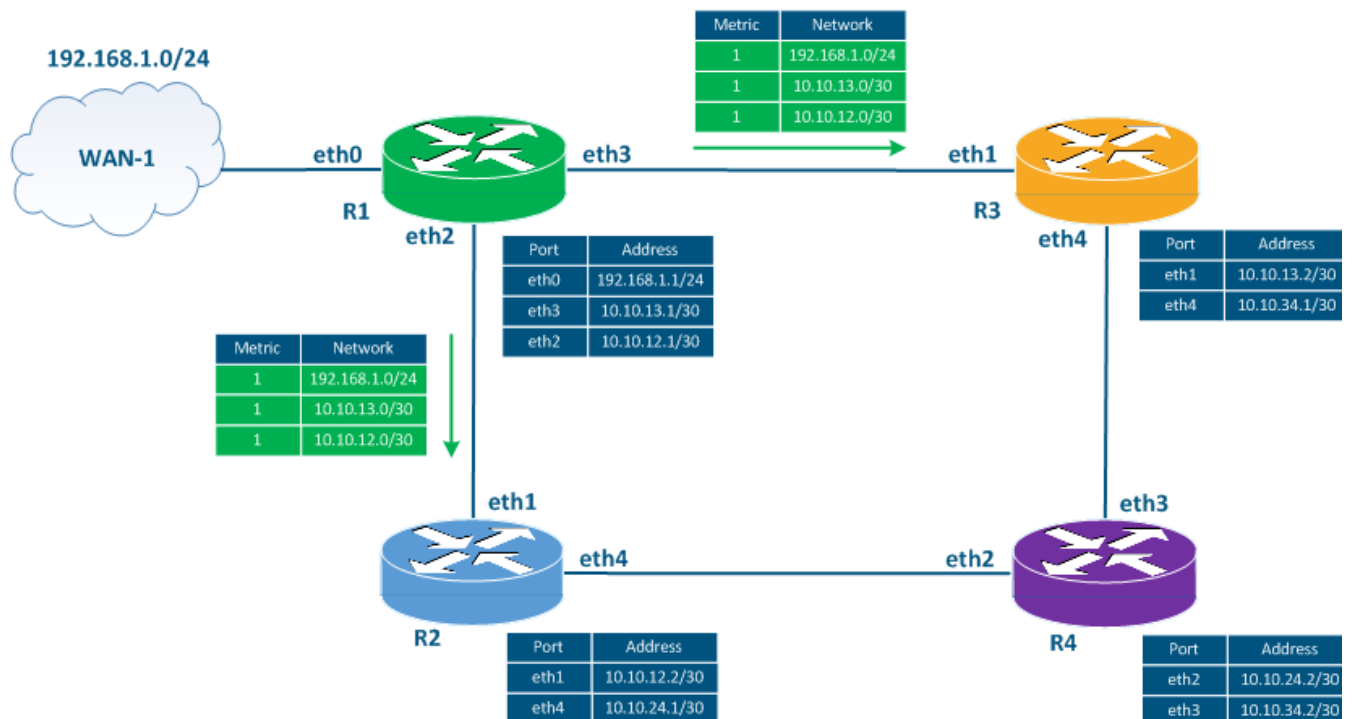 Metric Network
192.168.1.0/24
1 192.168.1.0/24
1 10.10.13.0/30
1 10.10.12.0/30
WAN-1
eth0
eth3
eth1
R1
R3
eth2
eth4
Port Address
eth0 192.168.1.1/24
eth3 10.10.13.1/30
eth2 10.10.12.1/30
Port Address
eth1 10.10.13.2/30
eth4 10.10.34.1/30
Metric Network
1 192.168.1.0/24
1 10.10.13.0/30
1 10.10.12.0/30
eth1
eth3
eth4
eth2
R2
R4
Port Address
eth1 10.10.12.2/30
eth4 10.10.24.1/30
Port Address
eth2 10.10.24.2/30
eth3 10.10.34.2/30